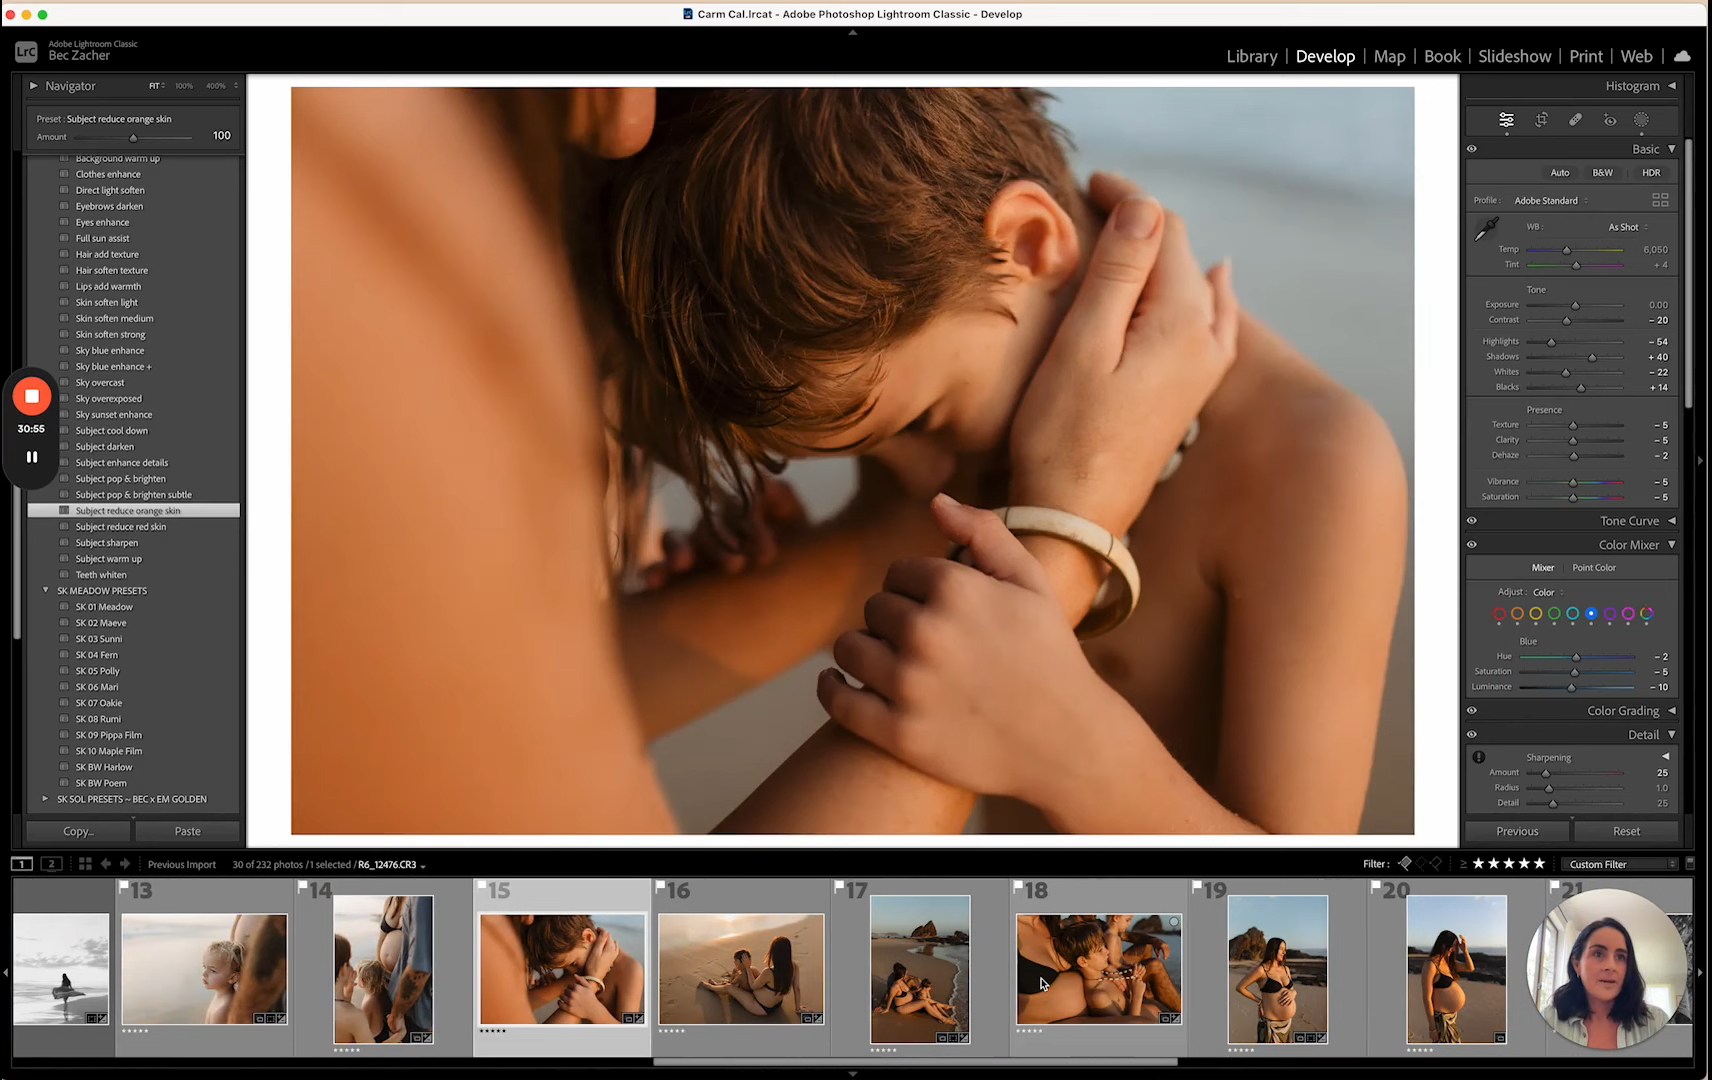 Carm Cal.lrcat - Adobe Photoshop Lightroom Classic - Develop
LrC
Adobe Lightroom Classic
Bec Zacher
Library | Develop | Map | Book | Slideshow | Print | Web
Navigator FIT 100% 400%
Preset : Subject reduce orange skin
Amount 100
Background warm up
Clothes enhance
Direct light soften
Eyebrows darken
Eyes enhance
Full sun assist
Hair add texture
Hair soften texture
Lips add warmth
Skin soften light
Skin soften medium
Skin soften strong
Sky blue enhance
Sky blue enhance +
Sky overcast
Sky overexposed
Sky sunset enhance
Subject cool down
Subject darken
Subject enhance details
Subject pop & brighten
Subject pop & brighten subtle
Subject reduce orange skin
Subject reduce red skin
Subject sharpen
Subject warm up
Teeth whiten
SK MEADOW PRESETS
SK 01 Meadow
SK 02 Maeve
SK 03 Sunni
SK 04 Fern
SK 05 Polly
SK 06 Mari
SK 07 Oakie
SK 08 Rumi
SK 09 Pippa Film
SK 10 Maple Film
SK BW Harlow
SK BW Poem
SK SOL PRESETS ~ BEC x EM GOLDEN
Copy... Paste
30:55
Histogram
Basic
Auto B&W HDR
Profile : Adobe Standard
WB : As Shot
Temp 6,050
Tint + 4
Tone
Exposure 0.00
Contrast - 20
Highlights - 54
Shadows + 40
Whites - 22
Blacks + 14
Presence
Texture - 5
Clarity - 5
Dehaze - 2
Vibrance - 5
Saturation - 5
Tone Curve
Color Mixer
Mixer Point Color
Adjust : Color
Blue
Hue - 2
Saturation - 5
Luminance - 10
Color Grading
Detail
Sharpening
Amount 25
Radius 1.0
Detail 25
Previous Reset
1 2 Previous Import 30 of 232 photos / 1 selected / R6_12476.CR3
Filter : ≥ ★★★★★ Custom Filter
13 14 15 16 17 18 19 20 21